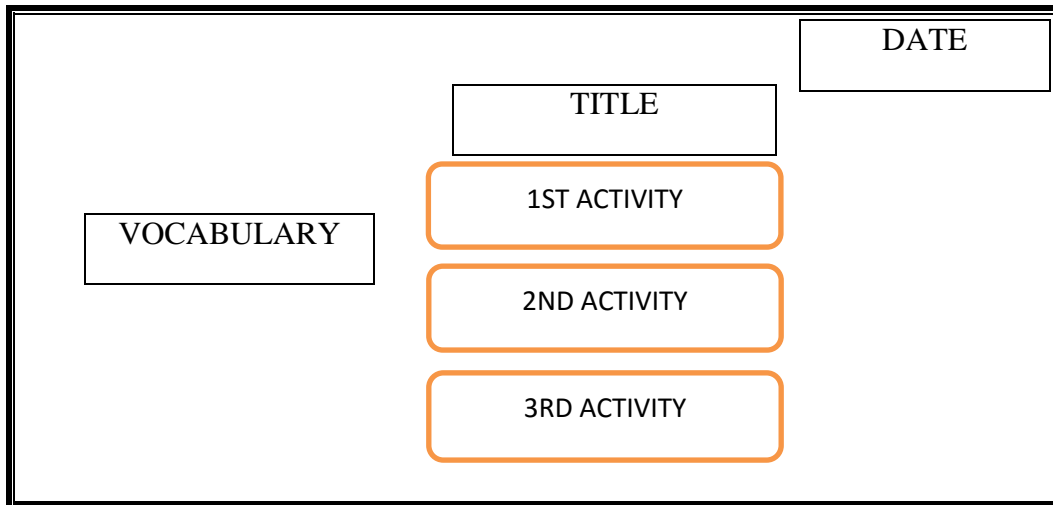 DATE
TITLE
1ST ACTIVITY
VOCABULARY
2ND ACTIVITY
3RD ACTIVITY